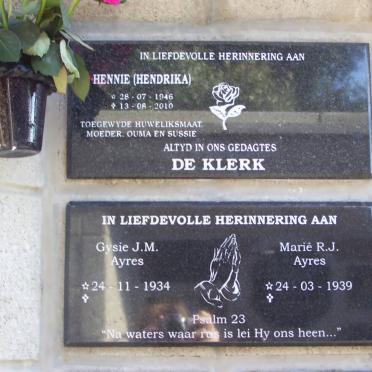 IN LIEFDEVOLLE HERINNERING AAN
HENNIE (HENDRIKA)
☆ 28 - 07 - 1946
✞ 13 - 08 - 2010
TOEGEWYDE HUWELIKSMAAT,
MOEDER, OUMA EN SUSSIE
ALTYD IN ONS GEDAGTES
DE KLERK
IN LIEFDEVOLLE HERINNERING AAN
Gysie J.M.
Ayres
☆ 24 - 11 - 1934
✞
Marié R.J.
Ayres
☆ 24 - 03 - 1939
✞
Psalm 23
"Na waters waar rus is lei Hy ons heen..."